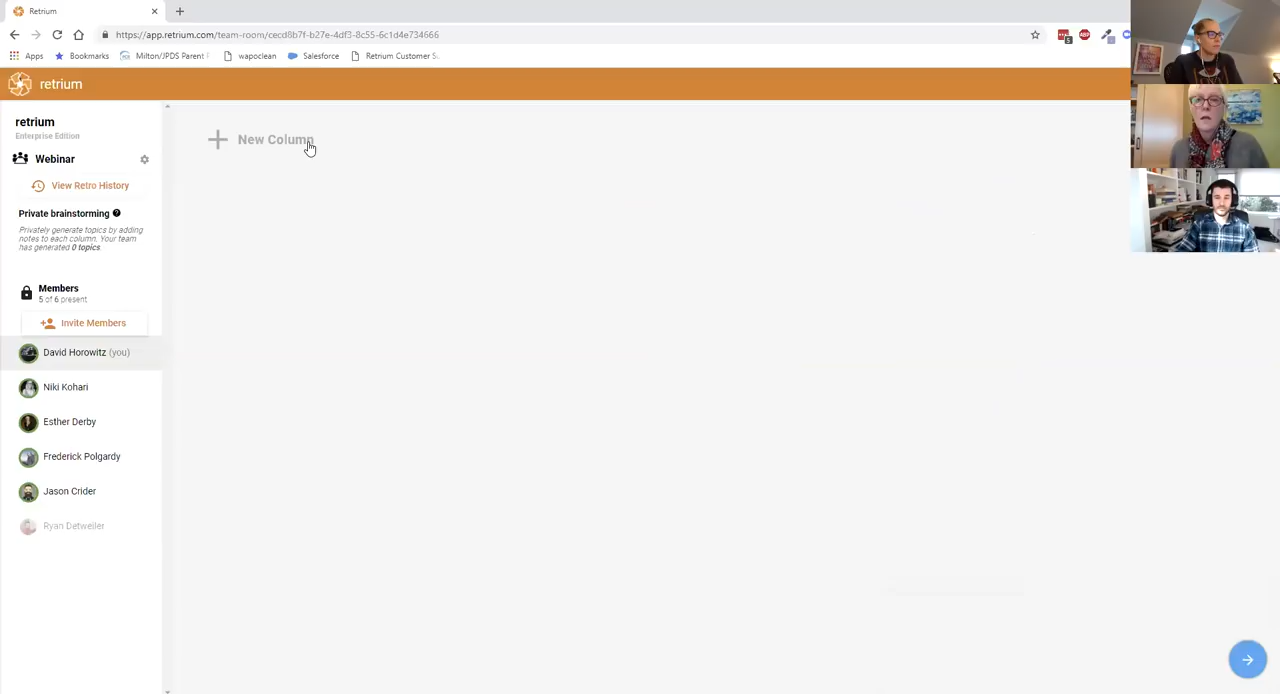 Retrium
https://app.retrium.com/team-room/cecd8b7f-b27e-4df3-8c55-6c1d4e734666
Apps
Bookmarks
Milton/JPDS Parent F
wapoclean
Salesforce
Retrium Customer Su
5
ABP
retrium
retrium
Enterprise Edition
Webinar
View Retro History
Private brainstorming
Privately generate topics by adding
notes to each column. Your team
has generated 0 topics
Members
5 of 6 present
Invite Members
David Horowitz (you)
Niki Kohari
Esther Derby
Frederick Polgardy
Jason Crider
Ryan Detweiler
New Column